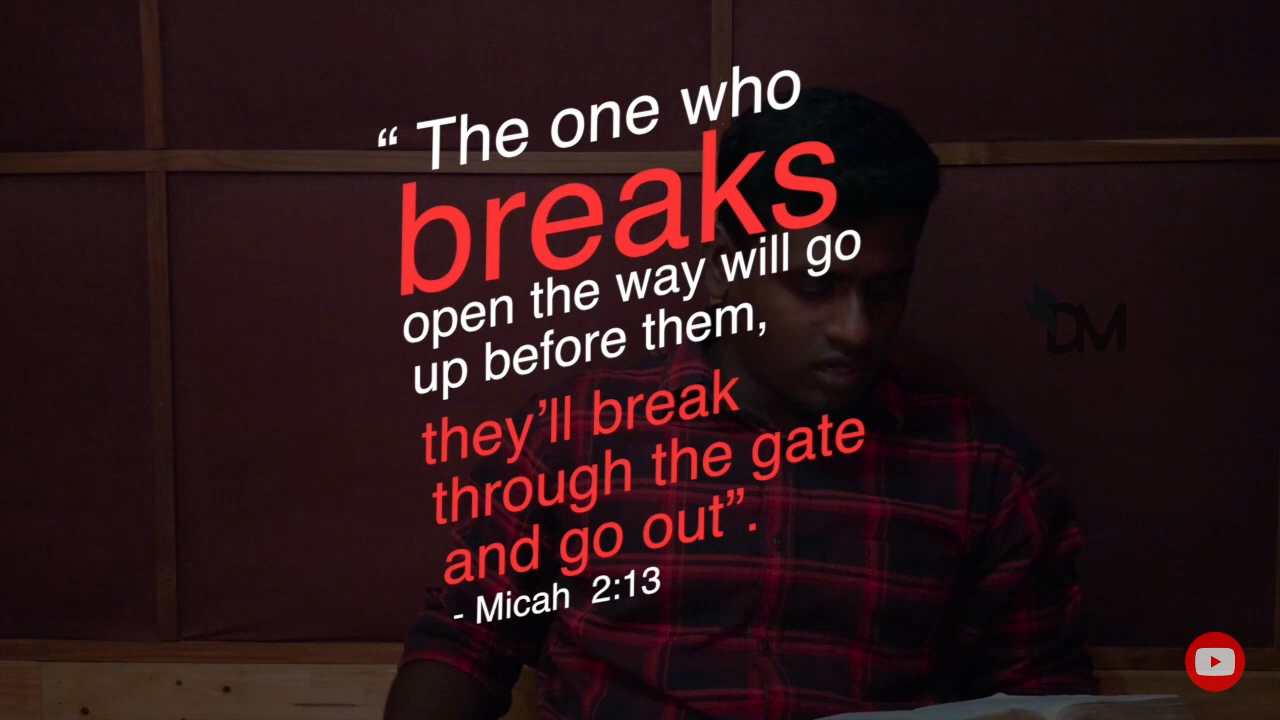 “ The one who
breaks
open the way will go
up before them,
they’ll break
through the gate
and go out”.
- Micah 2:13
DM